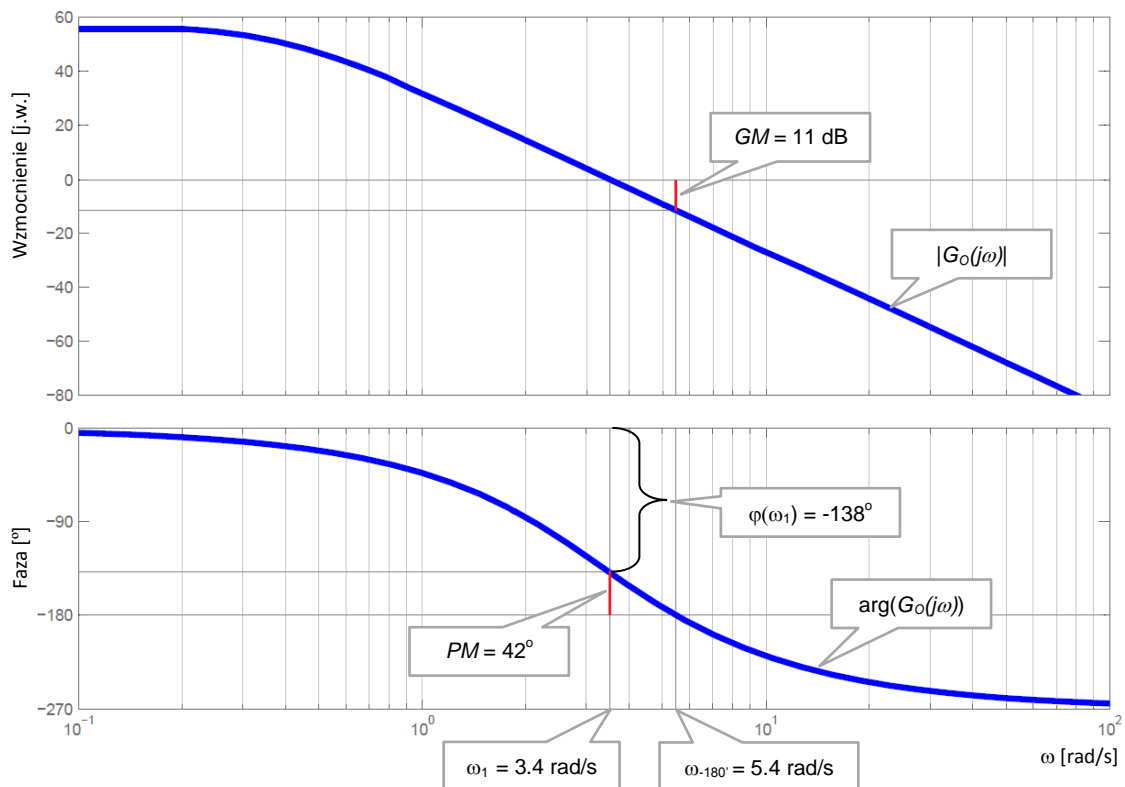 60
40
20
0
−20
−40
−60
−80
Wzmocnienie [j.w.]
GM = 11 dB
|GO(jω)|
0
−90
−180
−270
Faza [°]
φ(ω1) = -138°
arg(GO(jω))
PM = 42°
10−1
100
101
102
ω [rad/s]
ω1 = 3.4 rad/s
ω-180' = 5.4 rad/s